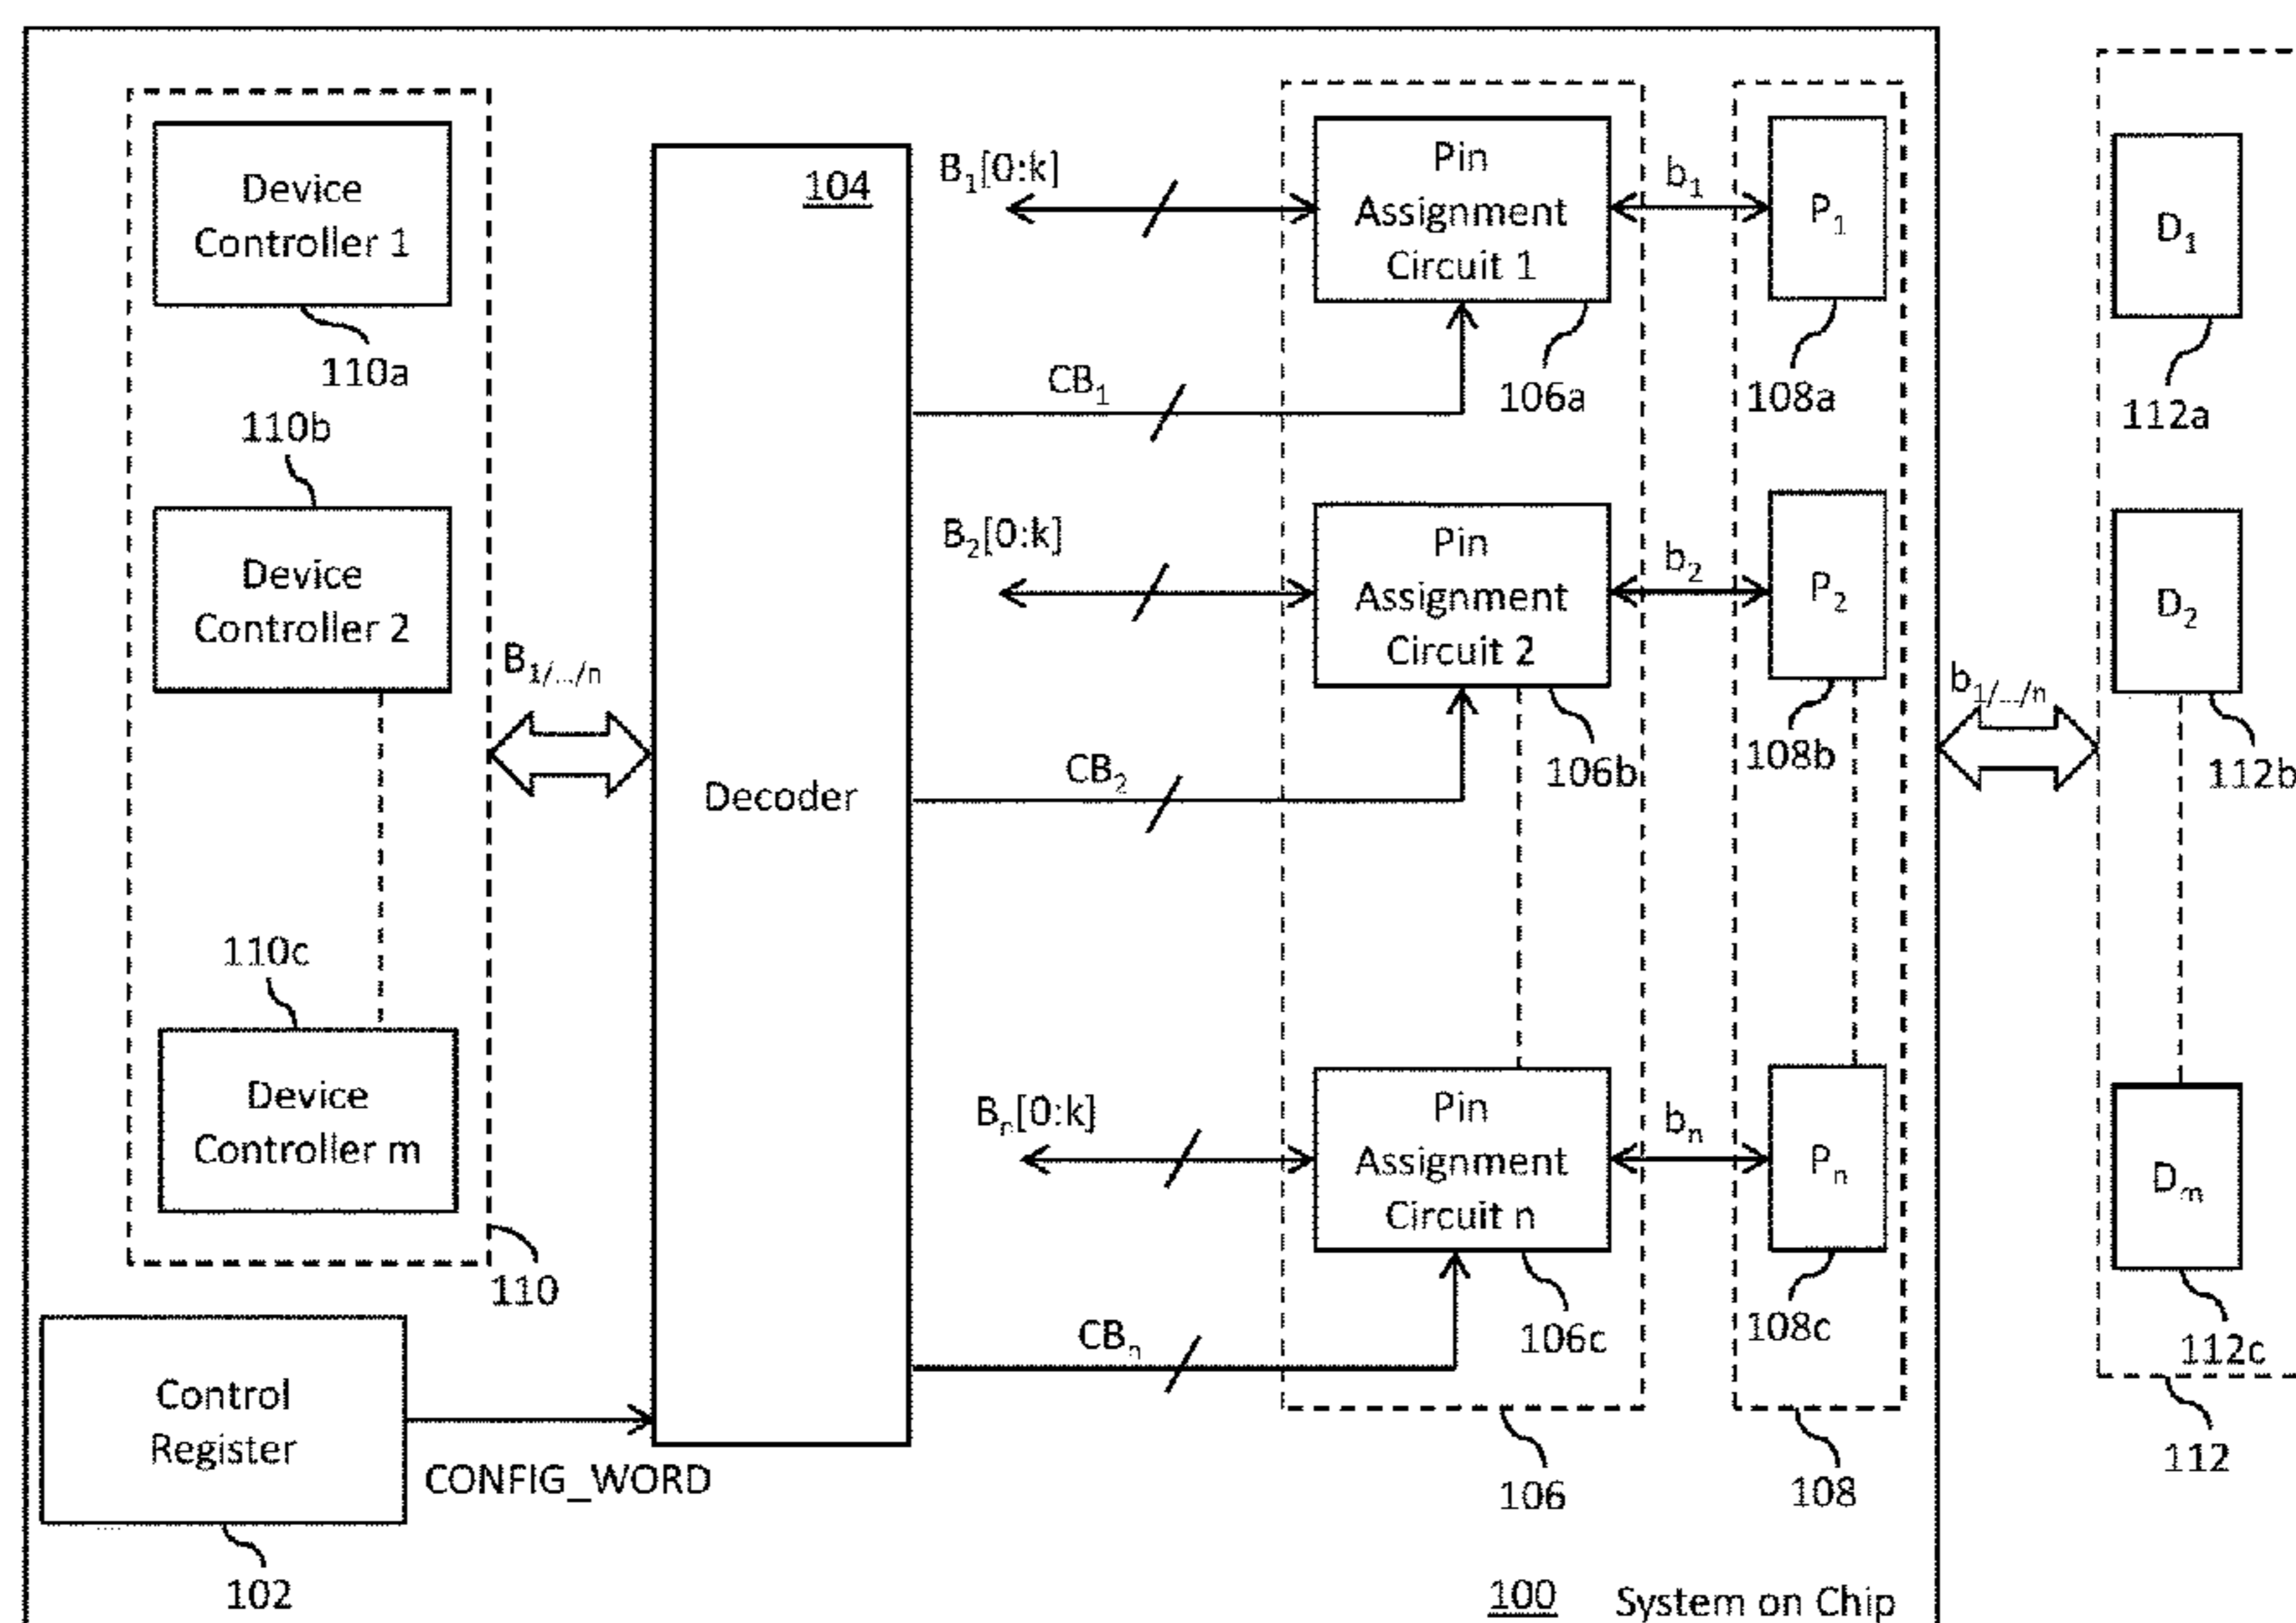 Device
Controller 1
110a
110b
Device
Controller 2
110c
Device
Controller m
110
Control
Register
102
CONFIG_WORD
B1/.../n
104
Decoder
B1[0:k]
CB1
B2[0:k]
CB2
Bn[0:k]
CBn
Pin
Assignment
Circuit 1
106a
Pin
Assignment
Circuit 2
106b
Pin
Assignment
Circuit n
106c
106
b1
b2
bn
P1
108a
P2
108b
Pn
108c
108
b1/.../n
D1
112a
D2
112b
Dm
112c
112
100 System on Chip